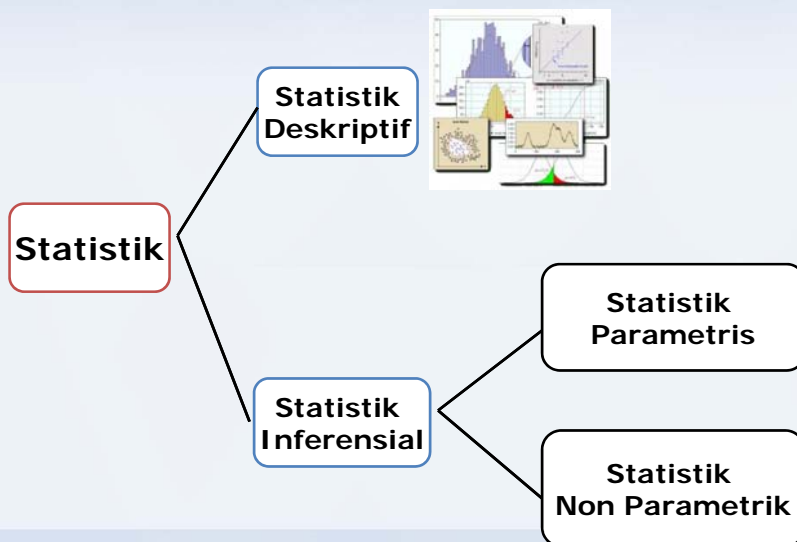 Statistik
Deskriptif
Statistik
Statistik
Parametris
Statistik
Inferensial
Statistik
Non Parametrik